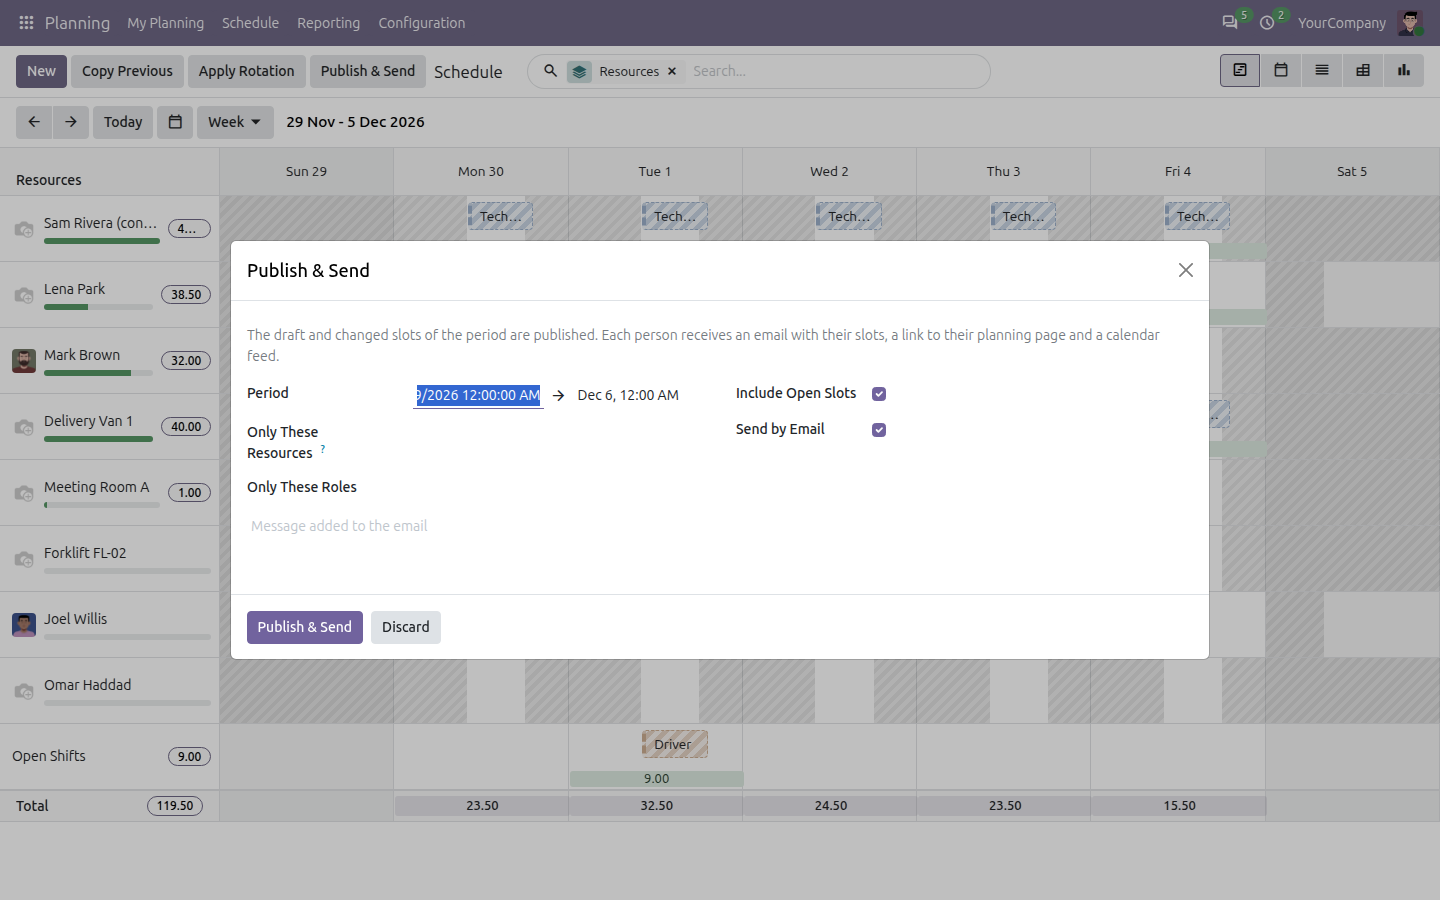 Planning My Planning Schedule Reporting Configuration 5 2 YourCompany
New Copy Previous Apply Rotation Publish & Send Schedule Resources × Search...
Today Week 29 Nov - 5 Dec 2026
Resources Sun 29 Mon 30 Tue 1 Wed 2 Thu 3 Fri 4 Sat 5
Sam Rivera (con... 4... Tech... Tech... Tech... Tech... Tech...
Lena Park 38.50
Mark Brown 32.00
Delivery Van 1 40.00
Meeting Room A 1.00
Forklift FL-02
Joel Willis
Omar Haddad
Open Shifts 9.00 Driver
9.00
Total 119.50 23.50 32.50 24.50 23.50 15.50
Publish & Send
The draft and changed slots of the period are published. Each person receives an email with their slots, a link to their planning page and a calendar
feed.
Period 9/2026 12:00:00 AM → Dec 6, 12:00 AM
Only These
Resources ?
Only These Roles
Include Open Slots
Send by Email
Message added to the email
Publish & Send Discard